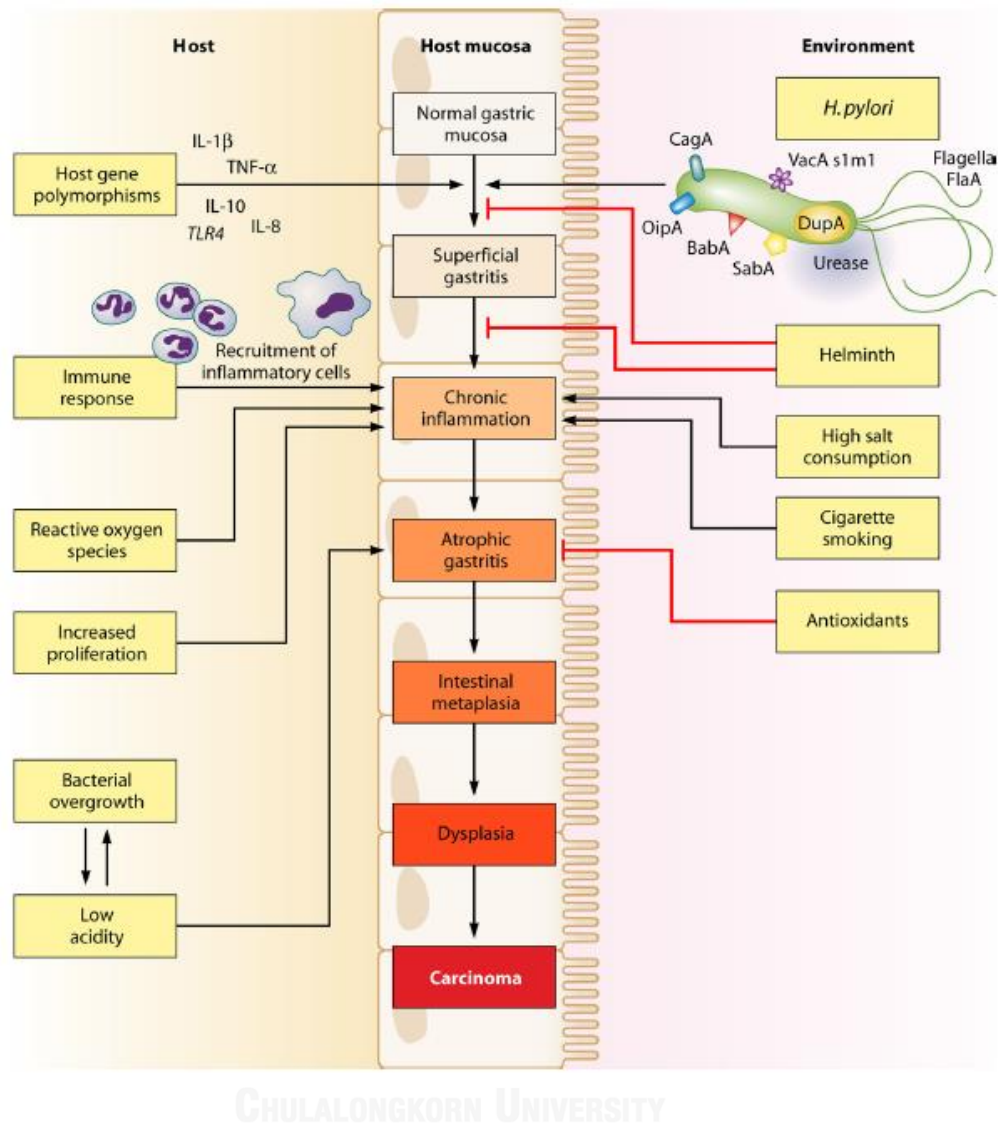 Host
Host mucosa
Environment
Normal gastric
mucosa
H. pylori
IL-1β
TNF-α
Host gene
polymorphisms
IL-10
TLR4
IL-8
CagA
VacA s1m1
Flagella
FlaA
OipA
BabA
SabA
DupA
Urease
Superficial
gastritis
Recruitment of
inflammatory cells
Immune
response
Chronic
inflammation
Helminth
High salt
consumption
Cigarette
smoking
Reactive oxygen
species
Atrophic
gastritis
Antioxidants
Increased
proliferation
Intestinal
metaplasia
Bacterial
overgrowth
Dysplasia
Low
acidity
Carcinoma
CHULALONGKORN UNIVERSITY